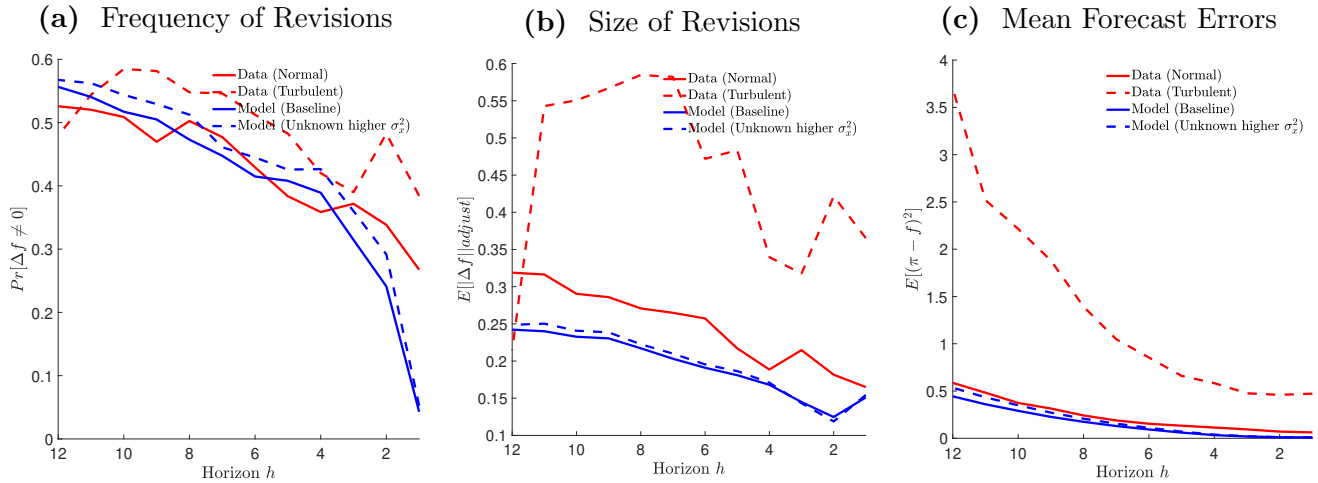 (a) Frequency of Revisions
0.6
0.5
0.4
0.3
0.2
0.1
0
Pr[Δf ≠ 0]
Data (Normal)
Data (Turbulent)
Model (Baseline)
Model (Unknown higher σ²ₓ)
12 10 8 6 4 2
Horizon h
(b) Size of Revisions
0.6
0.55
0.5
0.45
0.4
0.35
0.3
0.25
0.2
0.15
0.1
E[|Δf||adjust]
Data (Normal)
Data (Turbulent)
Model (Baseline)
Model (Unknown higher σ²ₓ)
12 10 8 6 4 2
Horizon h
(c) Mean Forecast Errors
4
3.5
3
2.5
2
1.5
1
0.5
0
E[(π − f)²]
Data (Normal)
Data (Turbulent)
Model (Baseline)
Model (Unknown higher σ²ₓ)
12 10 8 6 4 2
Horizon h